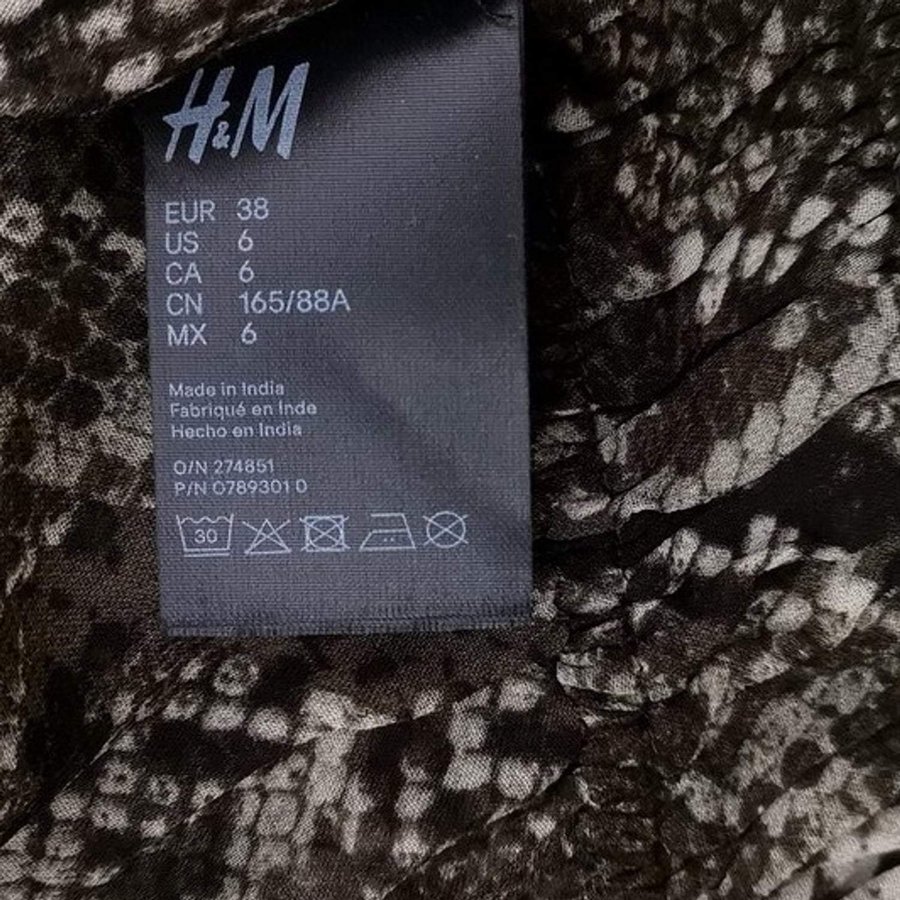 H&M
EUR 38
US 6
CA 6
CN 165/88A
MX 6
Made in India
Fabriqué en Inde
Hecho en India
O/N 274851
P/N 0789301 0
30